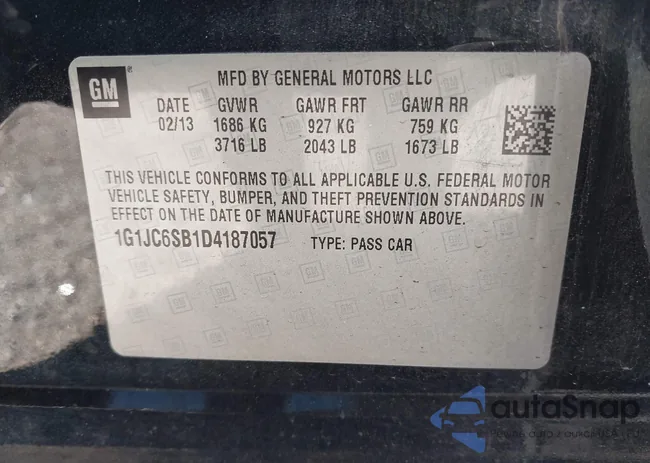 GM
®
MFD BY GENERAL MOTORS LLC
DATE GVWR GAWR FRT GAWR RR
02/13 1686 KG 927 KG 759 KG
3716 LB 2043 LB 1673 LB
THIS VEHICLE CONFORMS TO ALL APPLICABLE U.S. FEDERAL MOTOR
VEHICLE SAFETY, BUMPER, AND THEFT PREVENTION STANDARDS IN
EFFECT ON THE DATE OF MANUFACTURE SHOWN ABOVE.
1G1JC6SB1D4187057 TYPE: PASS CAR
autoSnap